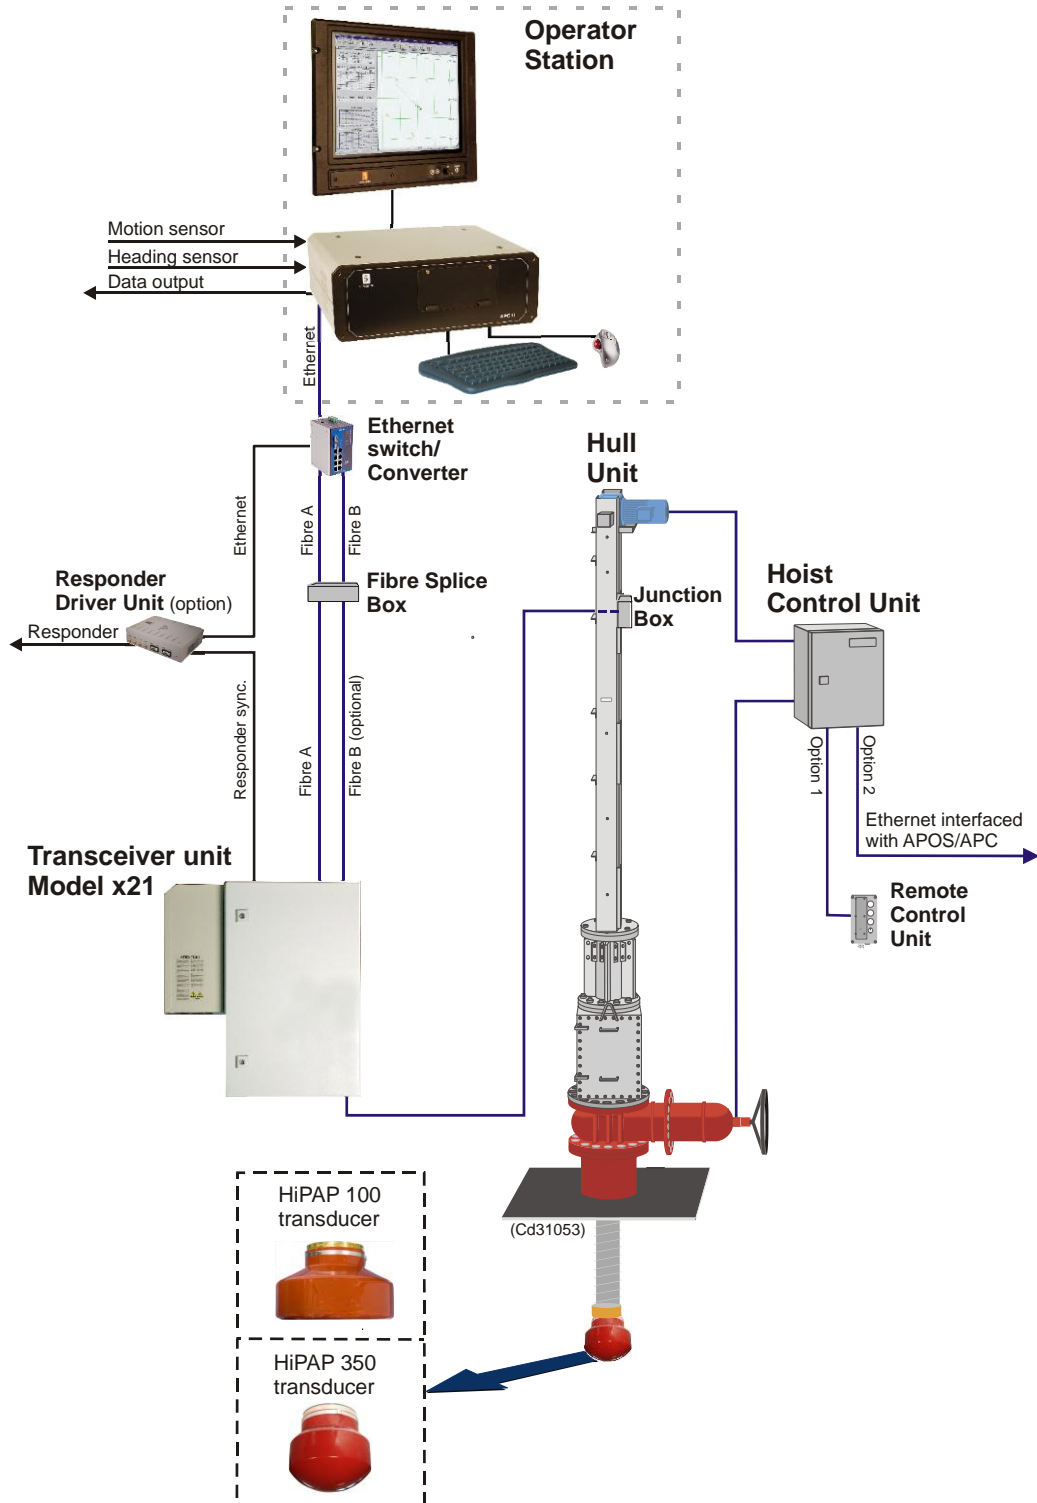 Operator
Station
Motion sensor
Heading sensor
Data output
Ethernet
Ethernet
switch/
Converter
Hull
Unit
Ethernet
Fibre A
Fibre B
Responder
Driver Unit (option)
Fibre Splice
Box
Junction
Box
Hoist
Control Unit
Responder
Responder sync.
Fibre A
Fibre B (optional)
Option 1
Option 2
Ethernet interfaced
with APOS/APC
Transceiver unit
Model x21
Remote
Control
Unit
HiPAP 100
transducer
(Cd31053)
HiPAP 350
transducer